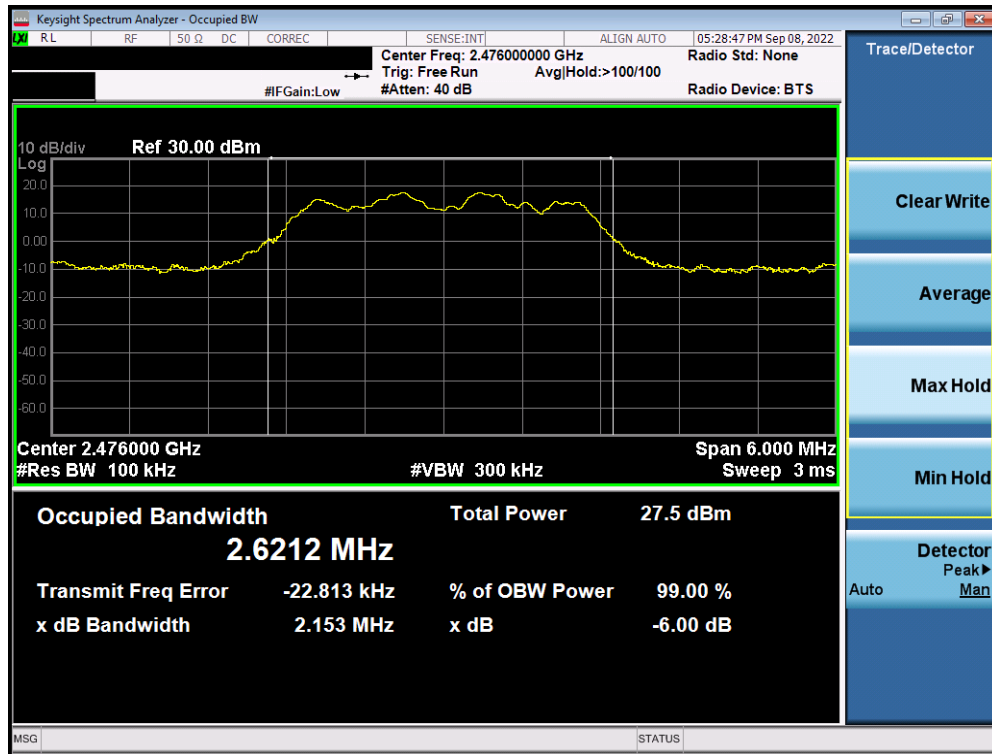 Keysight Spectrum Analyzer - Occupied BW
LXI RL RF 50 Ω DC CORREC SENSE:INT ALIGN AUTO 05:28:47 PM Sep 08, 2022
Center Freq: 2.476000000 GHz Radio Std: None
Trig: Free Run Avg|Hold:>100/100
#IFGain:Low #Atten: 40 dB Radio Device: BTS
10 dB/div Ref 30.00 dBm
Log
20.0
10.0
0.00
-10.0
-20.0
-30.0
-40.0
-50.0
-60.0
Center 2.476000 GHz Span 6.000 MHz
#Res BW 100 kHz #VBW 300 kHz Sweep 3 ms
Occupied Bandwidth Total Power 27.5 dBm
2.6212 MHz
Transmit Freq Error -22.813 kHz % of OBW Power 99.00 %
x dB Bandwidth 2.153 MHz x dB -6.00 dB
MSG STATUS
Trace/Detector
Clear Write
Average
Max Hold
Min Hold
Detector
Peak▶
Auto Man